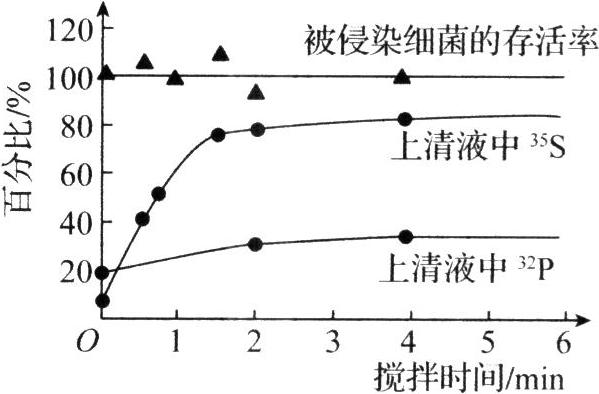 120
100
80
60
40
20
百分比/%
被侵染细菌的存活率
上清液中 ³⁵S
上清液中 ³²P
O 1 2 3 4 5 6
搅拌时间/min